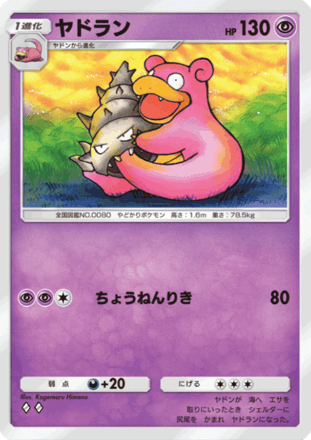 1進化
ヤドラン
HP 130
ヤドンから進化
全国図鑑NO.0080 やどかりポケモン 高さ：1.6m 重さ：78.5kg
ちょうねんりき 80
弱点 +20 にげる
Illus. Kagemaru Himeno
ヤドンが 海へ エサを
取りにいったとき シェルダーに
尻尾を かまれ ヤドランになった。